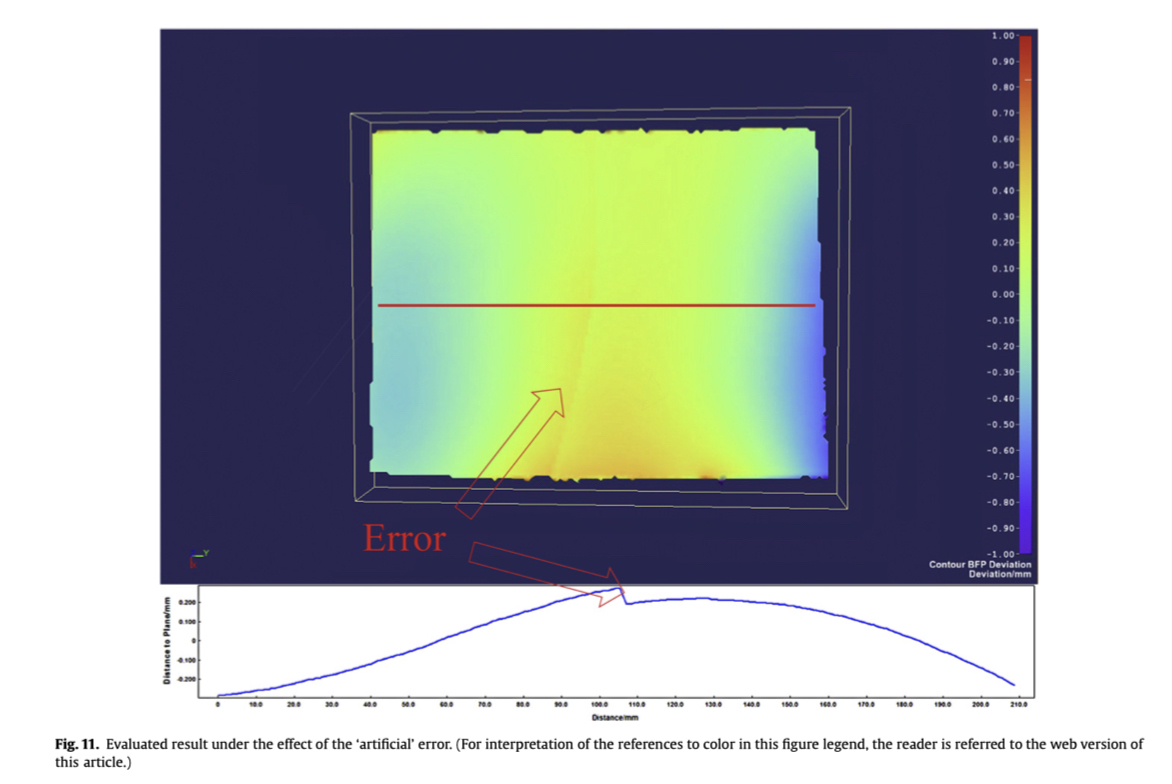 1.00
0.90
0.80
0.70
0.60
0.50
0.40
0.30
0.20
0.10
0.00
-0.10
-0.20
-0.30
-0.40
-0.50
-0.60
-0.70
-0.80
-0.90
-1.00
Contour BFP Deviation
Deviation/mm
Error
Y
Distance to Plane/mm
0.200
0.100
0
-0.100
-0.200
0 10.0 20.0 30.0 40.0 50.0 60.0 70.0 80.0 90.0 100.0 110.0 120.0 130.0 140.0 150.0 160.0 170.0 180.0 190.0 200.0 210.0
Distance/mm
Fig. 11. Evaluated result under the effect of the ‘artificial’ error. (For interpretation of the references to color in this figure legend, the reader is referred to the web version of
this article.)